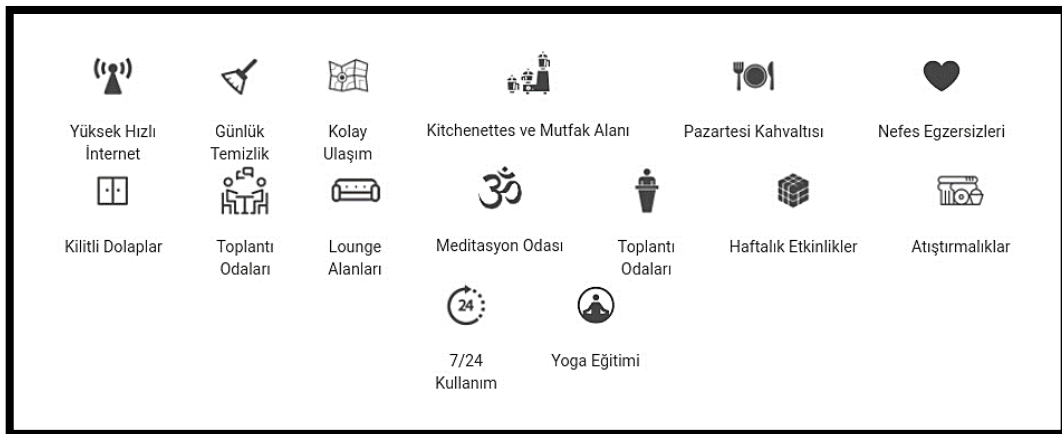 Yüksek Hızlı
İnternet
Günlük
Temizlik
Kolay
Ulaşım
Kitchenettes ve Mutfak Alanı
Pazartesi Kahvaltısı
Nefes Egzersizleri
Kilitli Dolaplar
Toplantı
Odaları
Lounge
Alanları
Meditasyon Odası
Toplantı
Odaları
Haftalık Etkinlikler
Atıştırmalıklar
24
7/24
Kullanım
Yoga Eğitimi